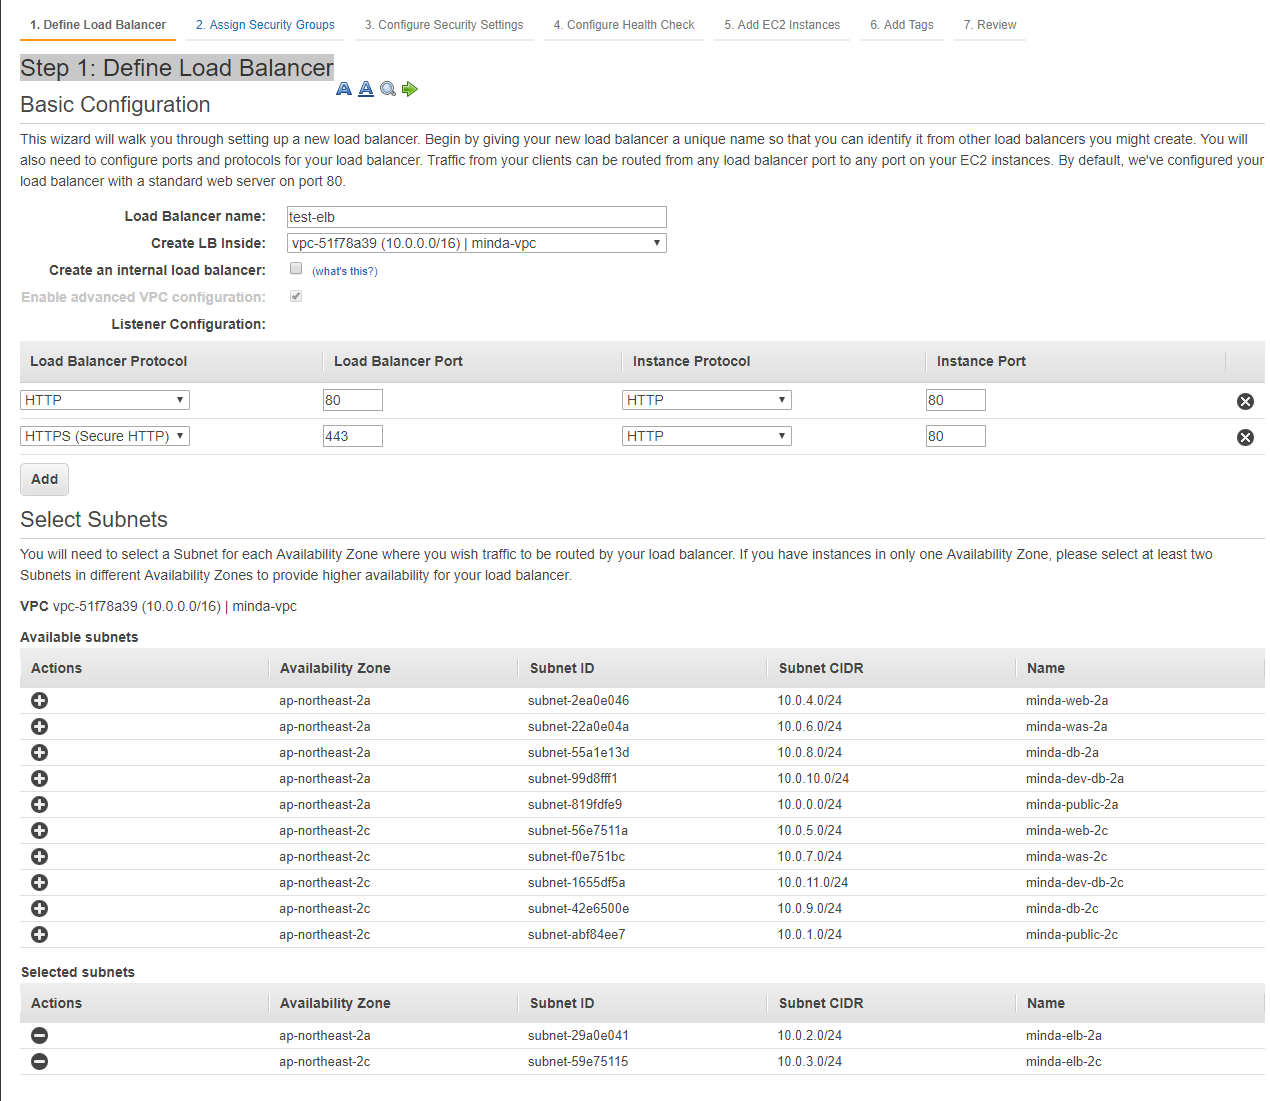 1. Define Load Balancer 2. Assign Security Groups 3. Configure Security Settings 4. Configure Health Check 5. Add EC2 Instances 6. Add Tags 7. Review
Step 1: Define Load Balancer
Basic Configuration
This wizard will walk you through setting up a new load balancer. Begin by giving your new load balancer a unique name so that you can identify it from other load balancers you might create. You will
also need to configure ports and protocols for your load balancer. Traffic from your clients can be routed from any load balancer port to any port on your EC2 instances. By default, we've configured your
load balancer with a standard web server on port 80.
Load Balancer name: test-elb
Create LB Inside: vpc-51f78a39 (10.0.0.0/16) | minda-vpc
Create an internal load balancer: (what's this?)
Enable advanced VPC configuration:
Listener Configuration:
Load Balancer Protocol Load Balancer Port Instance Protocol Instance Port
HTTP 80 HTTP 80
HTTPS (Secure HTTP) 443 HTTP 80
Add
Select Subnets
You will need to select a Subnet for each Availability Zone where you wish traffic to be routed by your load balancer. If you have instances in only one Availability Zone, please select at least two
Subnets in different Availability Zones to provide higher availability for your load balancer.
VPC vpc-51f78a39 (10.0.0.0/16) | minda-vpc
Available subnets
Actions Availability Zone Subnet ID Subnet CIDR Name
ap-northeast-2a subnet-2ea0e046 10.0.4.0/24 minda-web-2a
ap-northeast-2a subnet-22a0e04a 10.0.6.0/24 minda-was-2a
ap-northeast-2a subnet-55a1e13d 10.0.8.0/24 minda-db-2a
ap-northeast-2a subnet-99d8fff1 10.0.10.0/24 minda-dev-db-2a
ap-northeast-2a subnet-819fdfe9 10.0.0.0/24 minda-public-2a
ap-northeast-2c subnet-56e7511a 10.0.5.0/24 minda-web-2c
ap-northeast-2c subnet-f0e751bc 10.0.7.0/24 minda-was-2c
ap-northeast-2c subnet-1655df5a 10.0.11.0/24 minda-dev-db-2c
ap-northeast-2c subnet-42e6500e 10.0.9.0/24 minda-db-2c
ap-northeast-2c subnet-abf84ee7 10.0.1.0/24 minda-public-2c
Selected subnets
Actions Availability Zone Subnet ID Subnet CIDR Name
ap-northeast-2a subnet-29a0e041 10.0.2.0/24 minda-elb-2a
ap-northeast-2c subnet-59e75115 10.0.3.0/24 minda-elb-2c